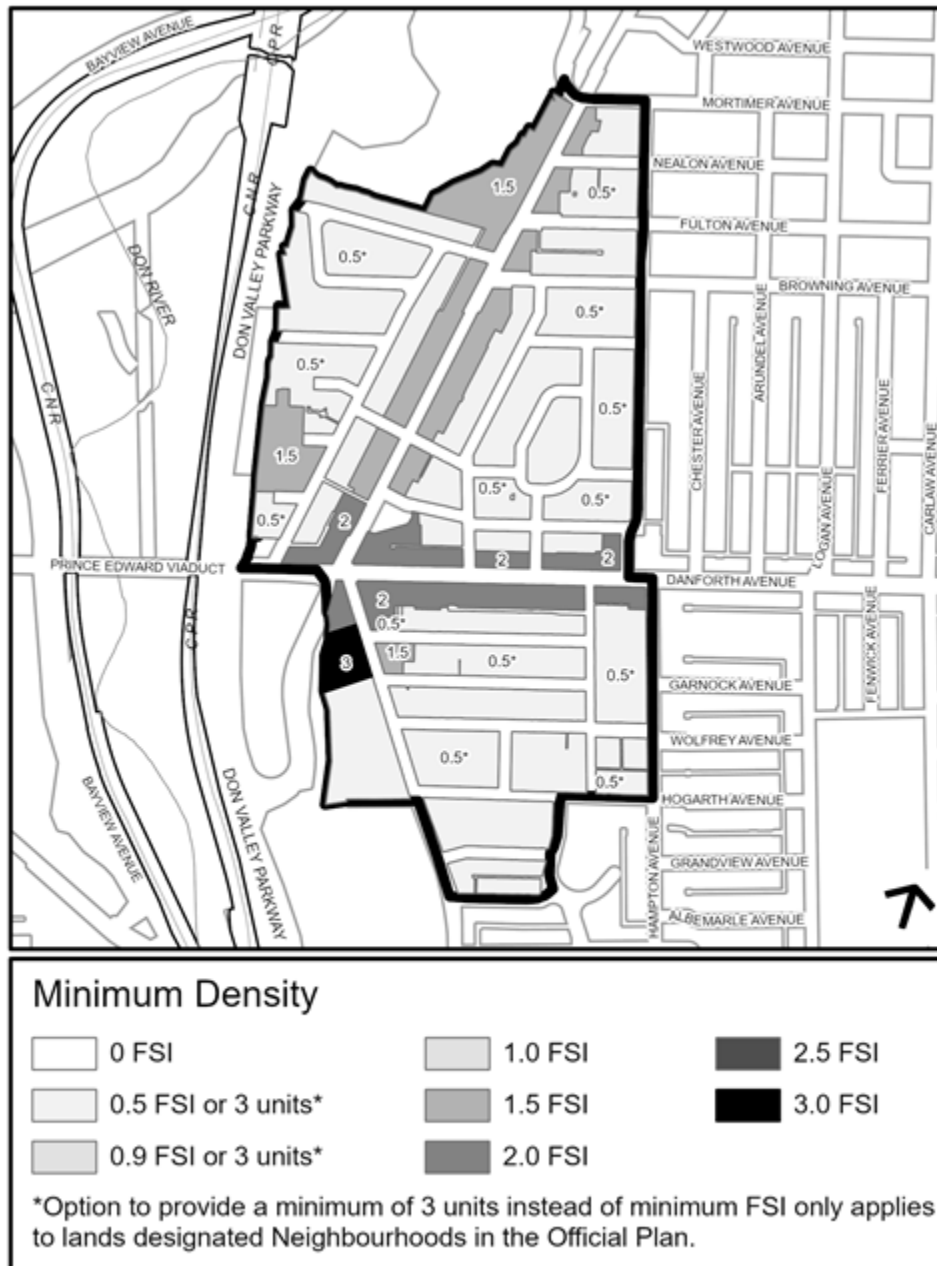 WESTWOOD AVENUE
BAYVIEW AVENUE
C P R
MORTIMER AVENUE
NEALON AVENUE
1.5
0.5*
C N R
FULTON AVENUE
DON RIVER
DON VALLEY PARKWAY
0.5*
BROWNING AVENUE
0.5*
0.5*
0.5*
CHESTER AVENUE
ARUNDEL AVENUE
LOGAN AVENUE
FERRIER AVENUE
CARLAW AVENUE
C N R
1.5
0.5*
0.5*
0.5*
2
2
2
PRINCE EDWARD VIADUCT
DANFORTH AVENUE
2
0.5*
C P R
3
1.5
0.5*
0.5*
FENWICK AVENUE
GARNOCK AVENUE
WOLFREY AVENUE
0.5*
0.5*
BAYVIEW AVENUE
DON VALLEY PARKWAY
HOGARTH AVENUE
HAMPTON AVENUE
GRANDVIEW AVENUE
ALBEMARLE AVENUE
Minimum Density
0 FSI
1.0 FSI
2.5 FSI
0.5 FSI or 3 units*
1.5 FSI
3.0 FSI
0.9 FSI or 3 units*
2.0 FSI
*Option to provide a minimum of 3 units instead of minimum FSI only applies
to lands designated Neighbourhoods in the Official Plan.